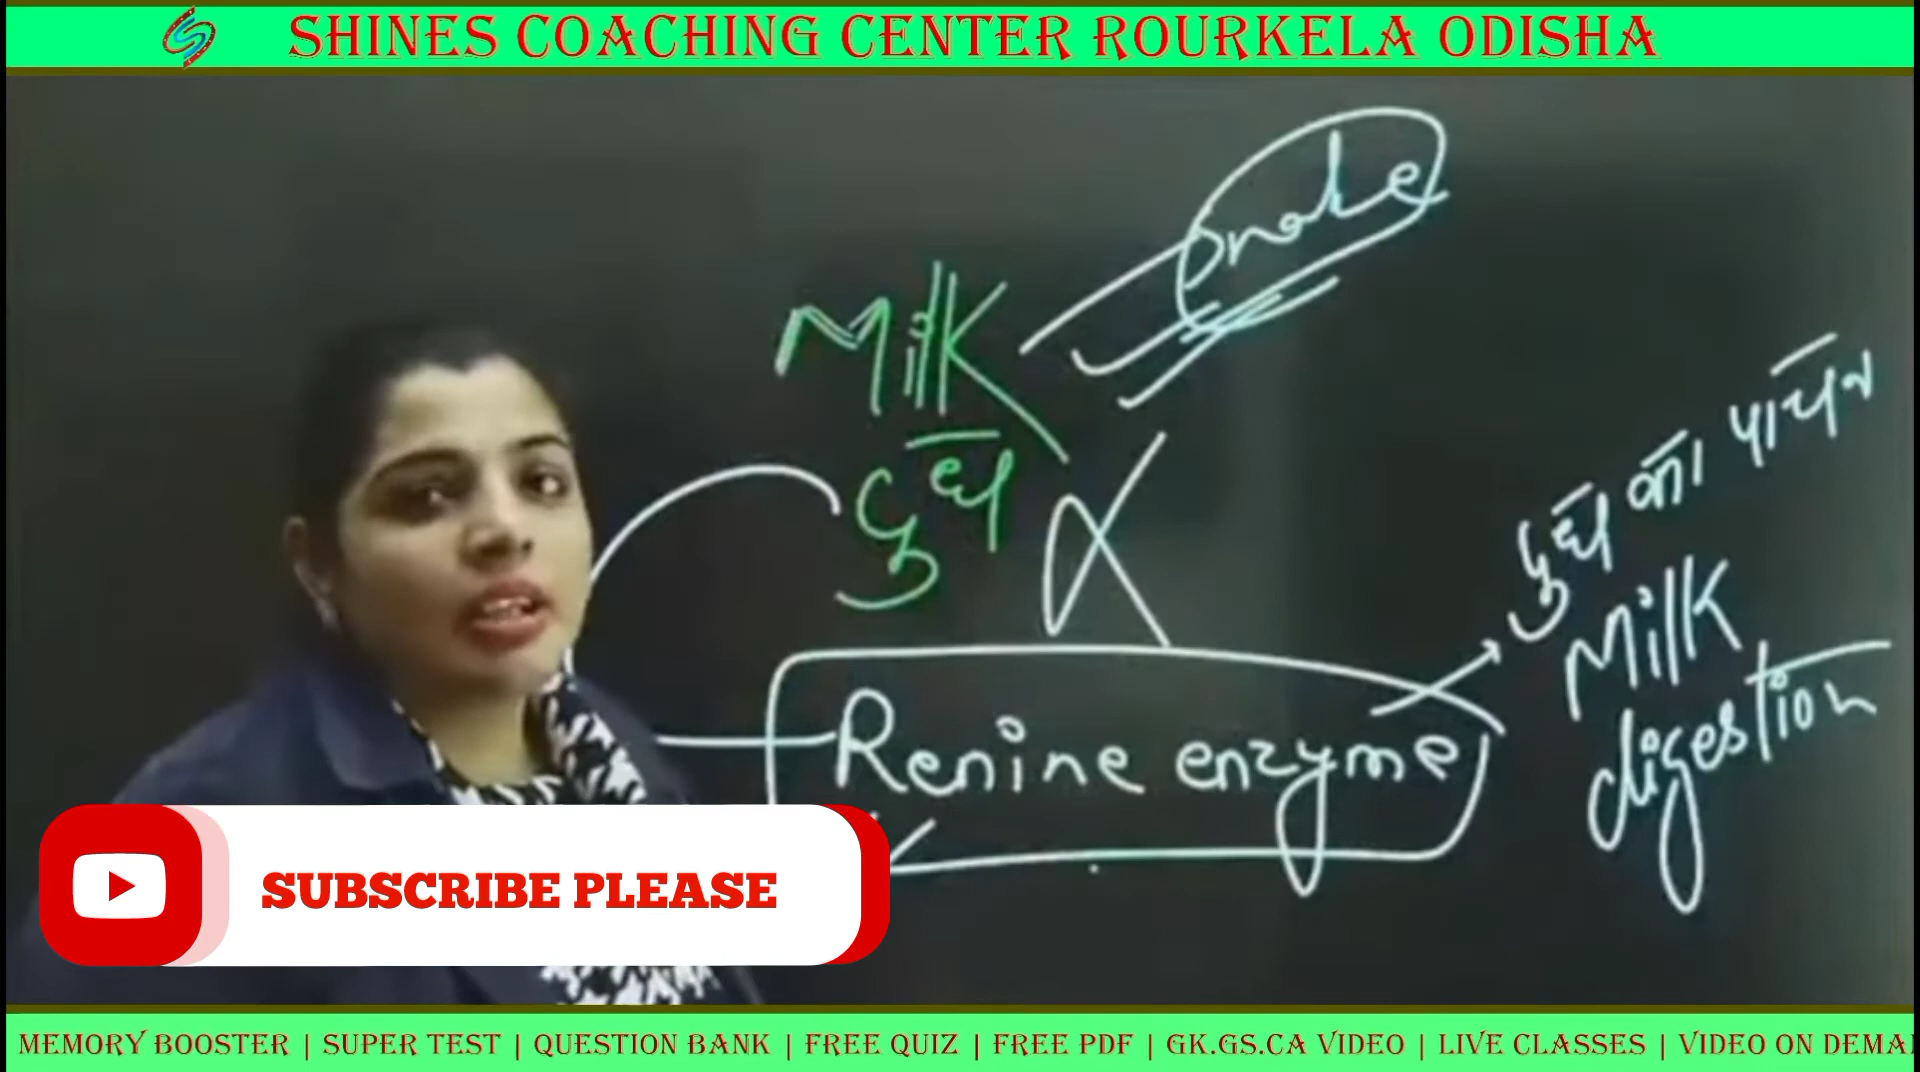 SHINES COACHING CENTER ROURKELA ODISHA
Snake
Milk
दुध
दुध का पाचन
Milk
digestion
Renine enzyme
SUBSCRIBE PLEASE
MEMORY BOOSTER | SUPER TEST | QUESTION BANK | FREE QUIZ | FREE PDF | GK.GS.CA VIDEO | LIVE CLASSES | VIDEO ON DEMA